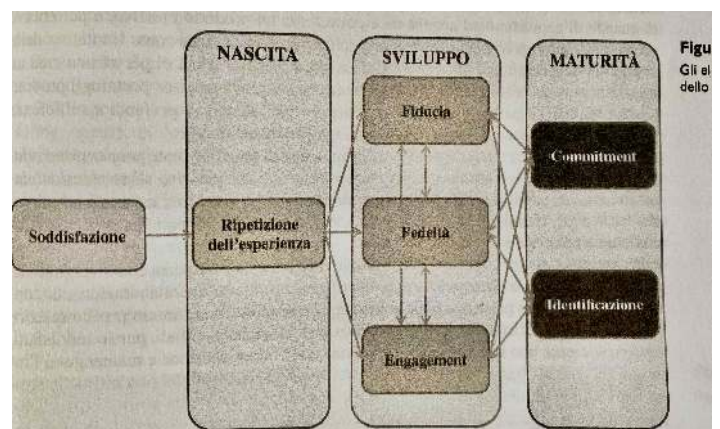 NASCITA
SVILUPPO
MATURITÀ
Figu
Gli el
dello
Fiducia
Commitment
Soddisfazione
Ripetizione
dell'esperienza
Fedeltà
Identificazione
Engagement